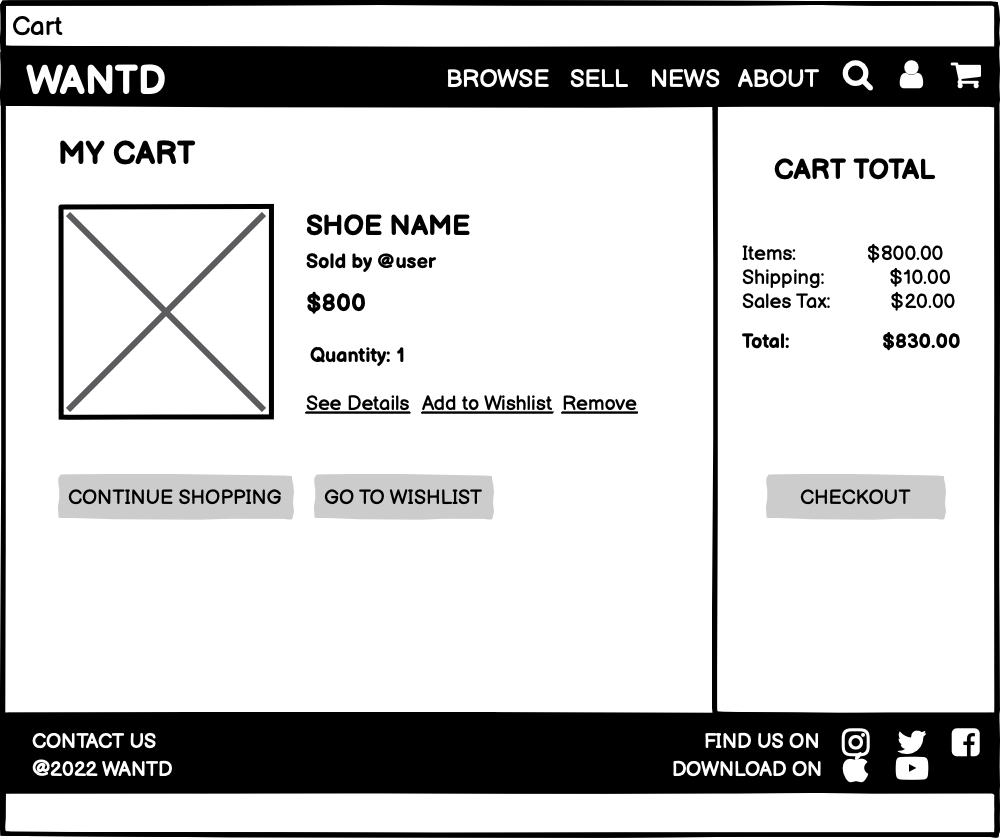 Cart
WANTD BROWSE SELL NEWS ABOUT
MY CART
SHOE NAME
Sold by @user
$800
Quantity: 1
See Details Add to Wishlist Remove
CONTINUE SHOPPING GO TO WISHLIST
CART TOTAL
Items: $800.00
Shipping: $10.00
Sales Tax: $20.00
Total: $830.00
CHECKOUT
CONTACT US
@2022 WANTD
FIND US ON
DOWNLOAD ON